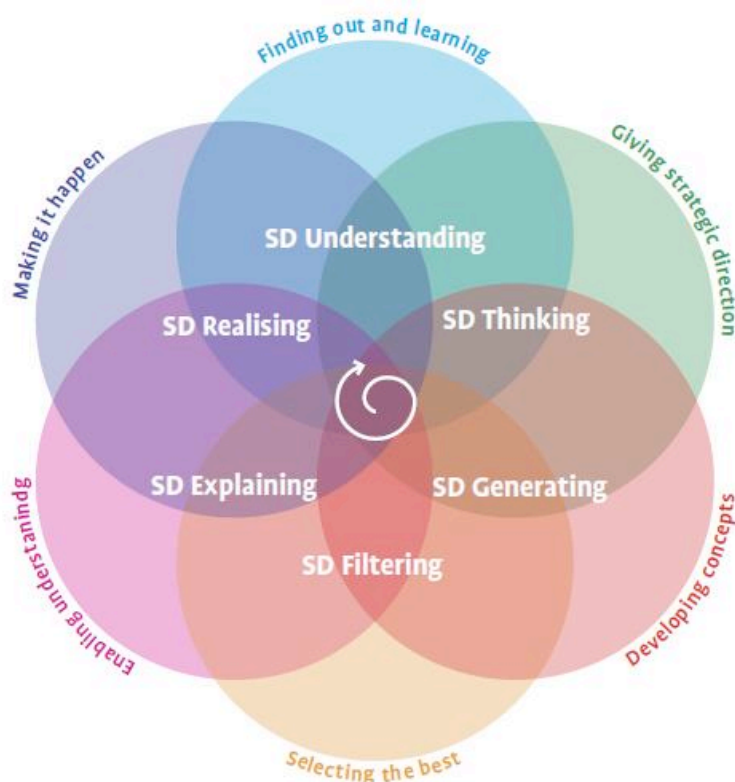 Finding out and learning
Giving strategic direction
Making it happen
SD Understanding
SD Realising
SD Thinking
SD Explaining
SD Generating
SD Filtering
Enabling understanindg
Developing concepts
Selecting the best